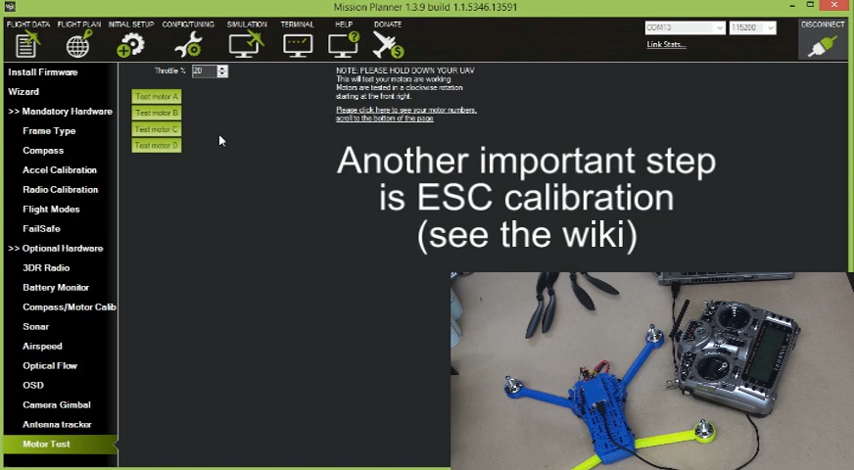 Mission Planner 1.3.9 build 1.1.5346.13591
FLIGHT DATA FLIGHT PLAN INITIAL SETUP CONFIG/TUNING SIMULATION TERMINAL HELP DONATE
COM13 115200 DISCONNECT
Link Stats...
Install Firmware
Wizard
>> Mandatory Hardware
Frame Type
Compass
Accel Calibration
Radio Calibration
Flight Modes
FailSafe
>> Optional Hardware
3DR Radio
Battery Monitor
Compass/Motor Calib
Sonar
Airspeed
Optical Flow
OSD
Camera Gimbal
Antenna tracker
Motor Test
Throttle % 20
Test motor A
Test motor B
Test motor C
Test motor D
NOTE: PLEASE HOLD DOWN YOUR UAV
This will test your motors are working
Motors are tested in a clockwise rotation
starting at the front right.
Please click here to see your motor numbers,
scroll to the bottom of the page
Another important step
is ESC calibration
(see the wiki)